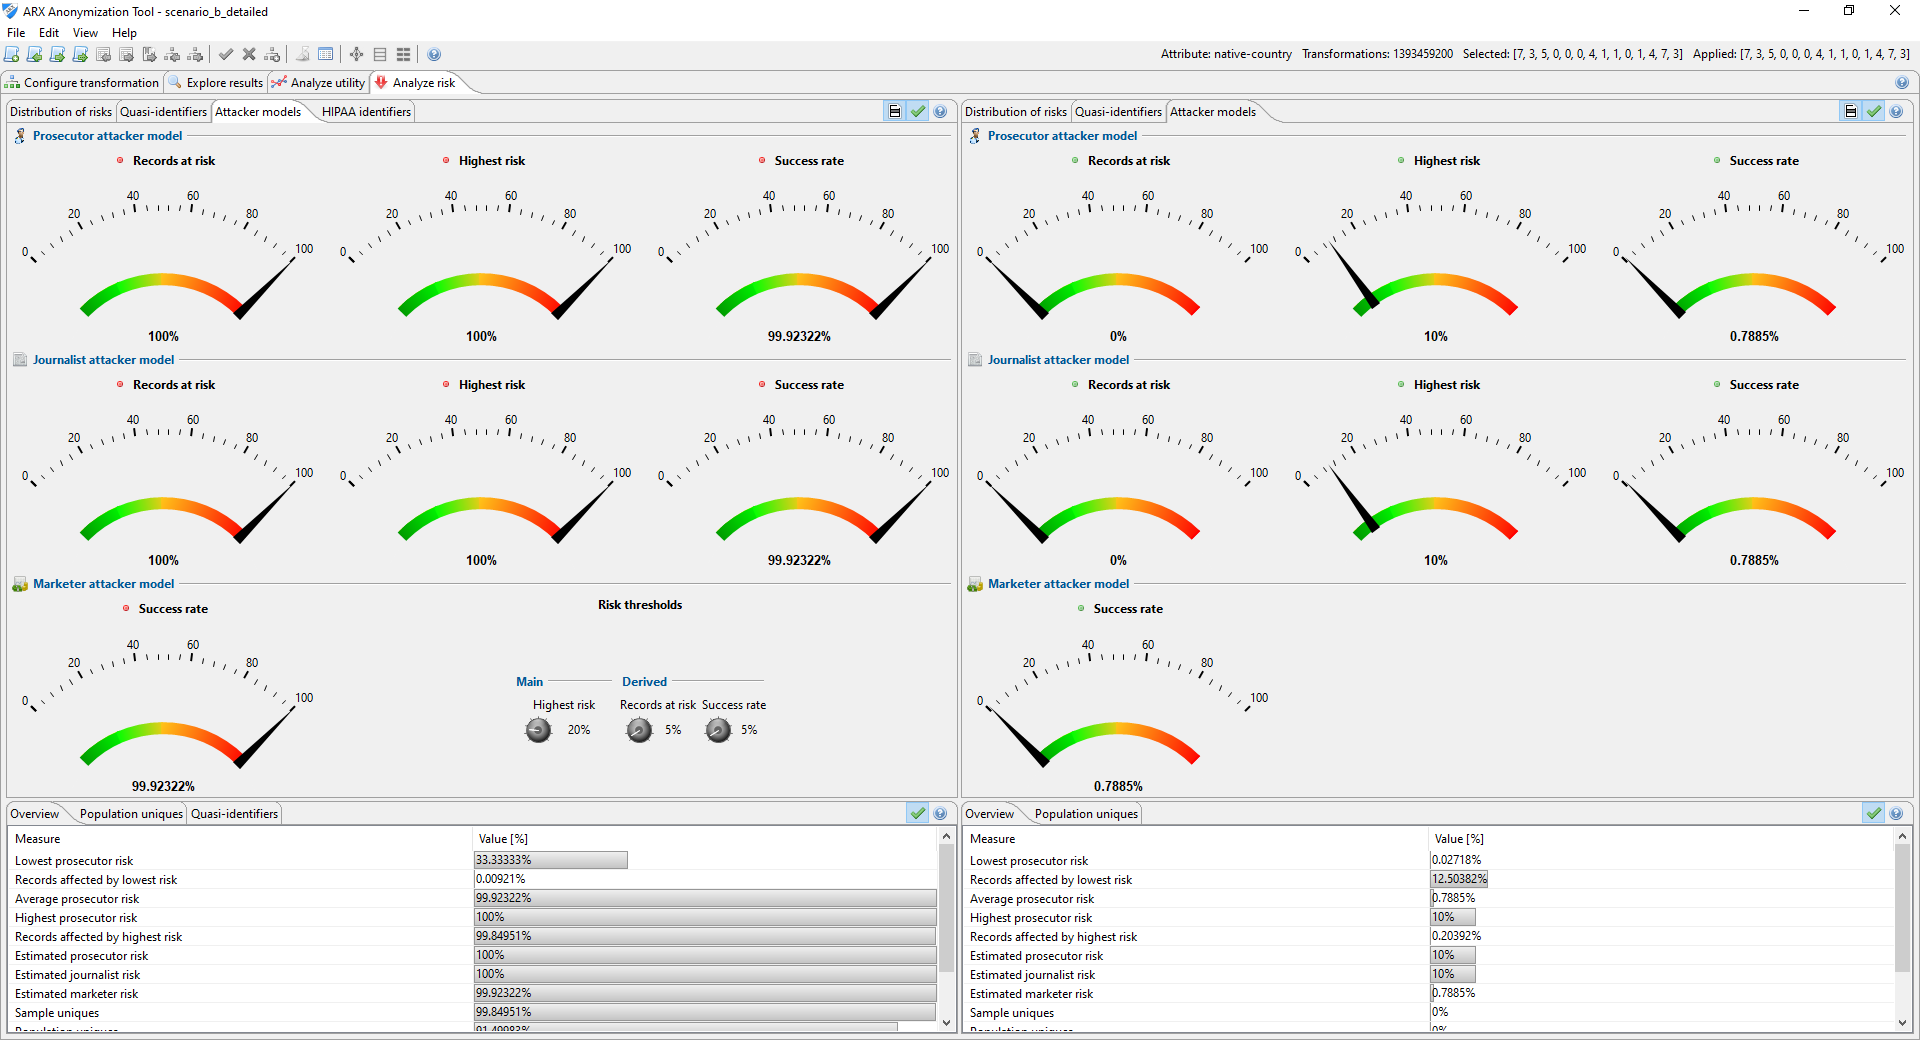 ARX Anonymization Tool - scenario_b_detailed
File Edit View Help
Attribute: native-country Transformations: 1393459200 Selected: [7, 3, 5, 0, 0, 0, 4, 1, 1, 0, 1, 4, 7, 3] Applied: [7, 3, 5, 0, 0, 0, 4, 1, 1, 0, 1, 4, 7, 3]
Configure transformation Explore results Analyze utility Analyze risk
Distribution of risks Quasi-identifiers Attacker models HIPAA identifiers
Prosecutor attacker model
Records at risk Highest risk Success rate
0 20 40 60 80 100 0 20 40 60 80 100 0 20 40 60 80 100
100% 100% 99.92322%
Journalist attacker model
Records at risk Highest risk Success rate
0 20 40 60 80 100 0 20 40 60 80 100 0 20 40 60 80 100
100% 100% 99.92322%
Marketer attacker model
Success rate
0 20 40 60 80 100
99.92322%
Risk thresholds
Main Derived
Highest risk Records at risk Success rate
20% 5% 5%
Distribution of risks Quasi-identifiers Attacker models
Prosecutor attacker model
Records at risk Highest risk Success rate
0 20 40 60 80 100 0 20 40 60 80 100 0 20 40 60 80 100
0% 10% 0.7885%
Journalist attacker model
Records at risk Highest risk Success rate
0 20 40 60 80 100 0 20 40 60 80 100 0 20 40 60 80 100
0% 10% 0.7885%
Marketer attacker model
Success rate
0 20 40 60 80 100
0.7885%
Overview Population uniques Quasi-identifiers
Measure Value [%]
Lowest prosecutor risk 33.33333%
Records affected by lowest risk 0.00921%
Average prosecutor risk 99.92322%
Highest prosecutor risk 100%
Records affected by highest risk 99.84951%
Estimated prosecutor risk 100%
Estimated journalist risk 100%
Estimated marketer risk 99.92322%
Sample uniques 99.84951%
Population uniques 91.49983%
Overview Population uniques
Measure Value [%]
Lowest prosecutor risk 0.02718%
Records affected by lowest risk 12.50382%
Average prosecutor risk 0.7885%
Highest prosecutor risk 10%
Records affected by highest risk 0.20392%
Estimated prosecutor risk 10%
Estimated journalist risk 10%
Estimated marketer risk 0.7885%
Sample uniques 0%
Population uniques 0%